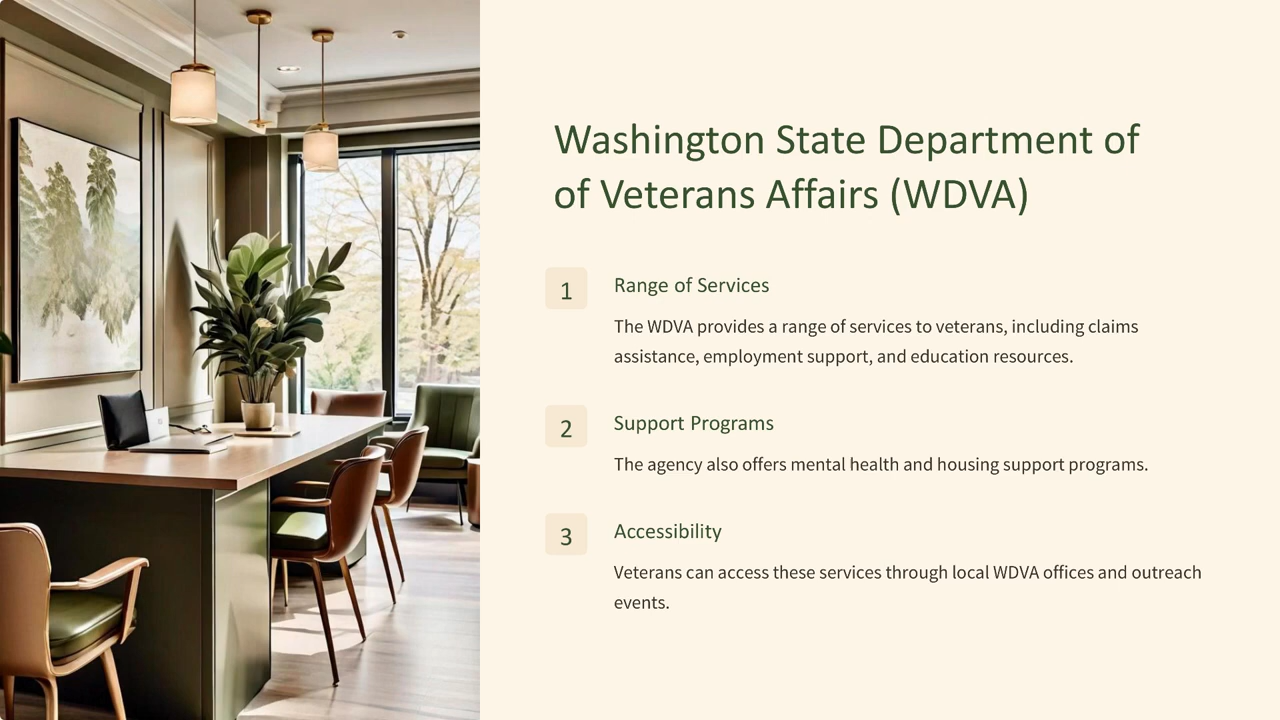 Washington State Department of
of Veterans Affairs (WDVA)
1
Range of Services
The WDVA provides a range of services to veterans, including claims
assistance, employment support, and education resources.
2
Support Programs
The agency also offers mental health and housing support programs.
3
Accessibility
Veterans can access these services through local WDVA offices and outreach
events.